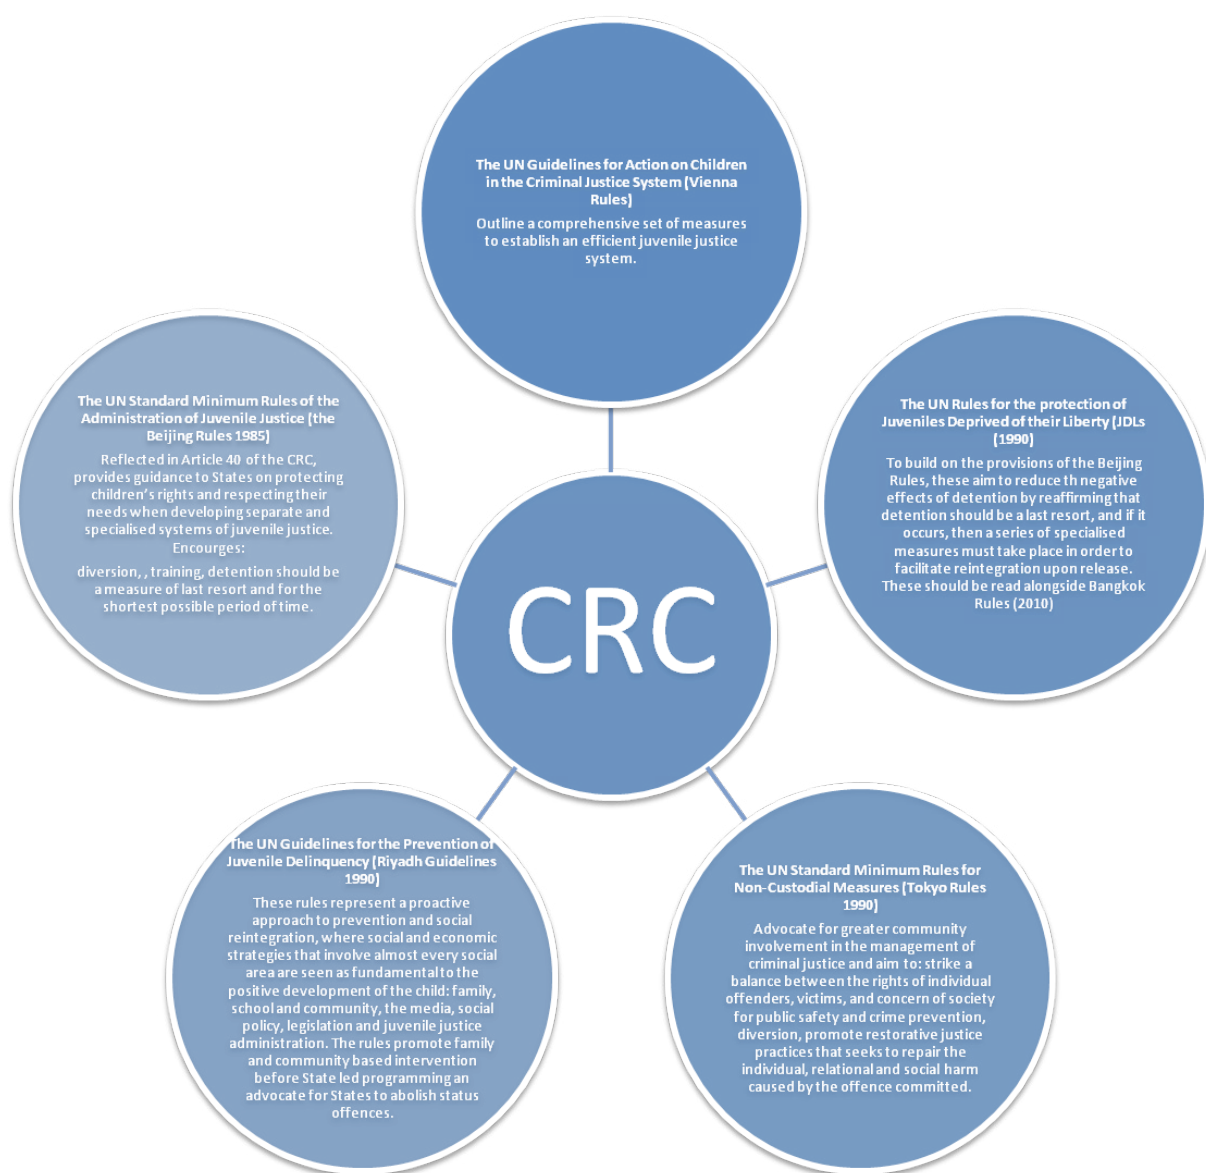 The UN Guidelines for Action on Children
in the Criminal Justice System (Vienna
Rules)
Outline a comprehensive set of measures
to establish an efficient juvenile justice
system.
The UN Standard Minimum Rules of the
Administration of Juvenile Justice (the
Beijing Rules 1985)
Reflected in Article 40 of the CRC,
provides guidance to States on protecting
children's rights and respecting their
needs when developing separate and
specialised systems of juvenile justice.
Encourges:
diversion, , training, detention should be
a measure of last resort and for the
shortest possible period of time.
The UN Rules for the protection of
Juveniles Deprived of their Liberty (JDLs
(1990)
To build on the provisions of the Beijing
Rules, these aim to reduce th negative
effects of detention by reaffirming that
detention should be a last resort, and if it
occurs, then a series of specialised
measures must take place in order to
facilitate reintegration upon release.
These should be read alongside Bangkok
Rules (2010)
CRC
The UN Guidelines for the Prevention of
Juvenile Delinquency (Riyadh Guidelines
1990)
These rules represent a proactive
approach to prevention and social
reintegration, where social and economic
strategies that involve almost every social
area are seen as fundamental to the
positive development of the child: family,
school and community, the media, social
policy, legislation and juvenile justice
administration. The rules promote family
and community based intervention
before State led programming an
advocate for States to abolish status
offences.
The UN Standard Minimum Rules for
Non-Custodial Measures (Tokyo Rules
1990)
Advocate for greater community
involvement in the management of
criminal justice and aim to: strike a
balance between the rights of individual
offenders, victims, and concern of society
for public safety and crime prevention,
diversion, promote restorative justice
practices that seeks to repair the
individual, relational and social harm
caused by the offence committed.